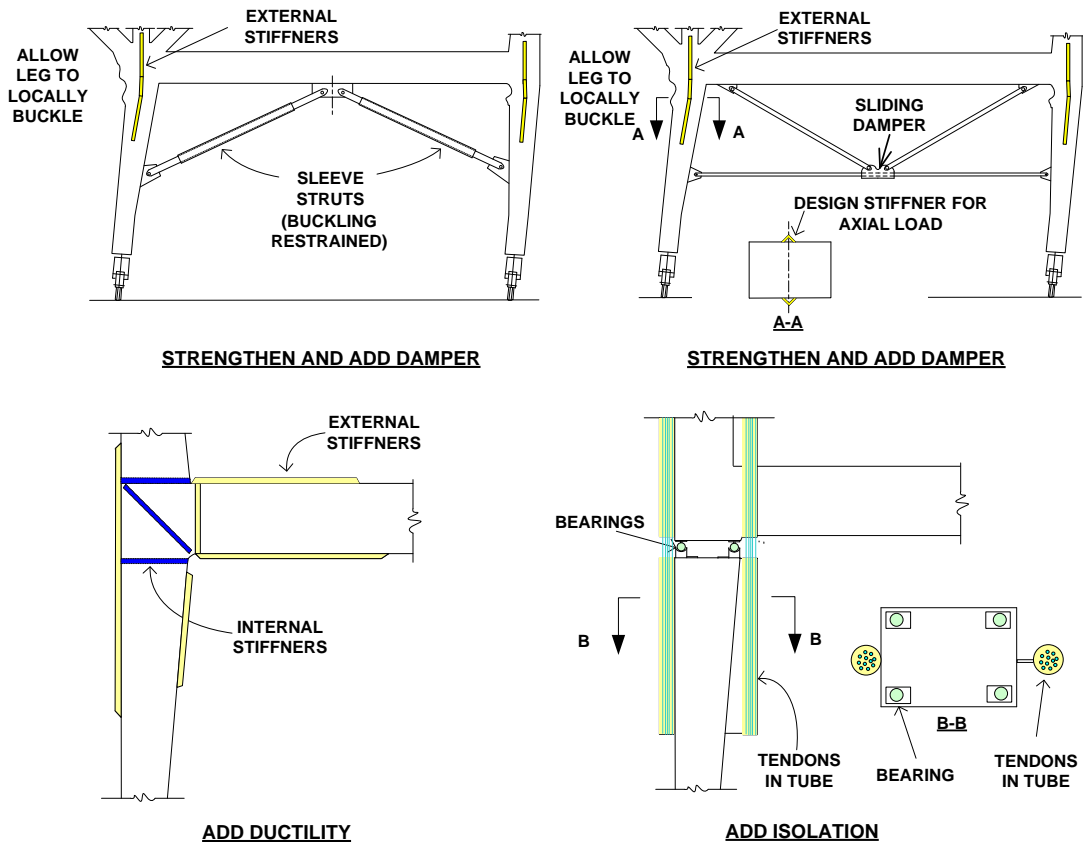 EXTERNAL
STIFFNERS
ALLOW
LEG TO
LOCALLY
BUCKLE
SLEEVE
STRUTS
(BUCKLING
RESTRAINED)
STRENGTHEN AND ADD DAMPER
EXTERNAL
STIFFNERS
ALLOW
LEG TO
LOCALLY
BUCKLE
A
A
SLIDING
DAMPER
DESIGN STIFFNER FOR
AXIAL LOAD
A-A
STRENGTHEN AND ADD DAMPER
EXTERNAL
STIFFNERS
INTERNAL
STIFFNERS
ADD DUCTILITY
BEARINGS
B
B
TENDONS
IN TUBE
B-B
BEARING
TENDONS
IN TUBE
ADD ISOLATION